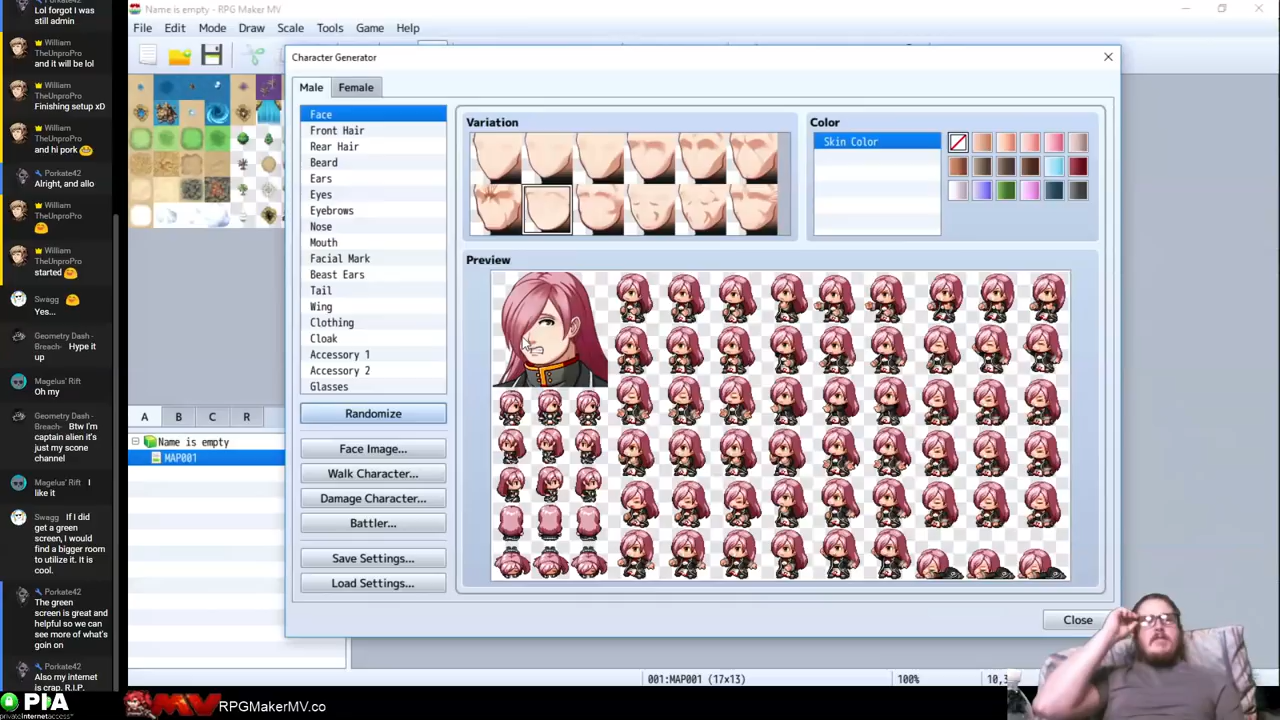 Lol forgot I was
still admin
William
TheUnproPro
and it will be lol
William
TheUnproPro
Finishing setup xD
William
TheUnproPro
and hi pork
Porkate42
Alright, and allo
William
TheUnproPro
William
TheUnproPro
started
Swagg
Yes...
Geometry Dash -
Breach-
Hype it
up
Magelus' Rift
Oh my
Geometry Dash -
Breach-
Btw I'm
captain alien it's
just my scone
channel
Magelus' Rift
I
like it
Swagg
If I did
get a green
screen, I would
find a bigger room
to utilize it. It is
cool.
Porkate42
The green
screen is great and
helpful so we can
see more of what's
goin on
Porkate42
Also my internet
is crap. R.I.P.
PIA
privateinternetaccess
Name is empty - RPG Maker MV
File Edit Mode Draw Scale Tools Game Help
A B C R
Name is empty
MAP001
Character Generator
Male Female
Face
Front Hair
Rear Hair
Beard
Ears
Eyes
Eyebrows
Nose
Mouth
Facial Mark
Beast Ears
Tail
Wing
Clothing
Cloak
Accessory 1
Accessory 2
Glasses
Randomize
Face Image...
Walk Character...
Damage Character...
Battler...
Save Settings...
Load Settings...
Variation
Color
Skin Color
Preview
Close
001:MAP001 (17x13)
100%
10,3
MV
RPGMakerMV.co